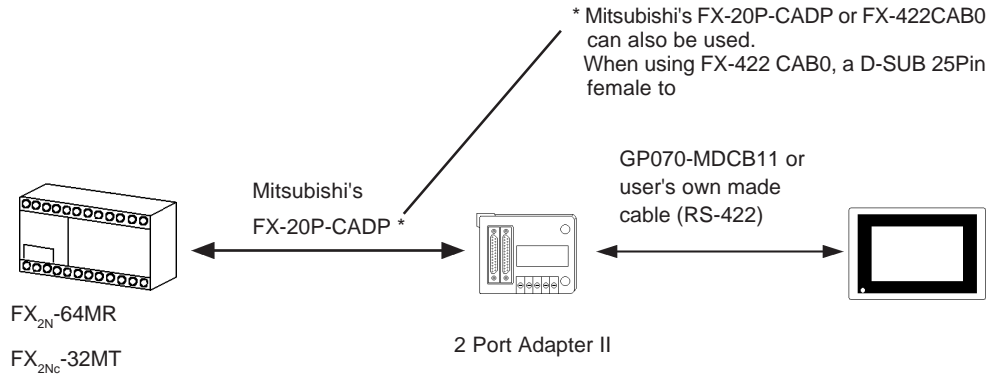 * Mitsubishi's FX-20P-CADP or FX-422CAB0
can also be used.
When using FX-422 CAB0, a D-SUB 25Pin
female to
GP070-MDCB11 or
user's own made
cable (RS-422)
Mitsubishi's
FX-20P-CADP *
FX2N-64MR
FX2Nc-32MT
2 Port Adapter II